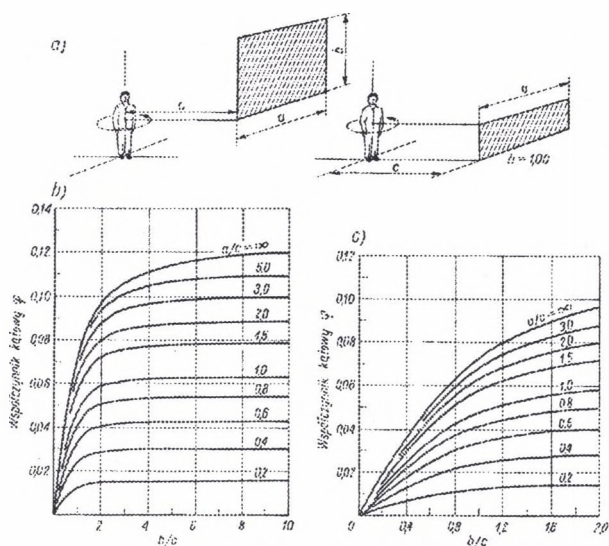 a)
c
a
b
a
c
h=1,00
b)
Współczynnik kątowy φ
0,14
0,12
0,10
0,08
0,06
0,04
0,02
a/c=∞
5,0
3,0
2,0
1,5
1,0
0,8
0,6
0,4
0,2
0
2
4
6
8
10
b/c
c)
Współczynnik kątowy φ
0,12
0,10
0,08
0,06
0,04
0,02
a/c=∞
3,0
2,0
1,5
1,0
0,8
0,6
0,4
0,2
0
0,4
0,8
1,2
1,6
2,0
b/c